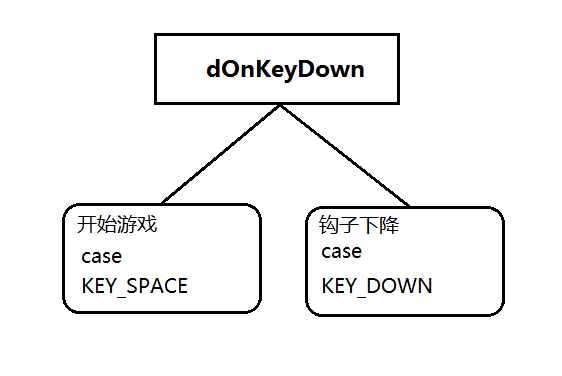 dOnKeyDown
开始游戏
case
KEY_SPACE
钩子下降
case
KEY_DOWN